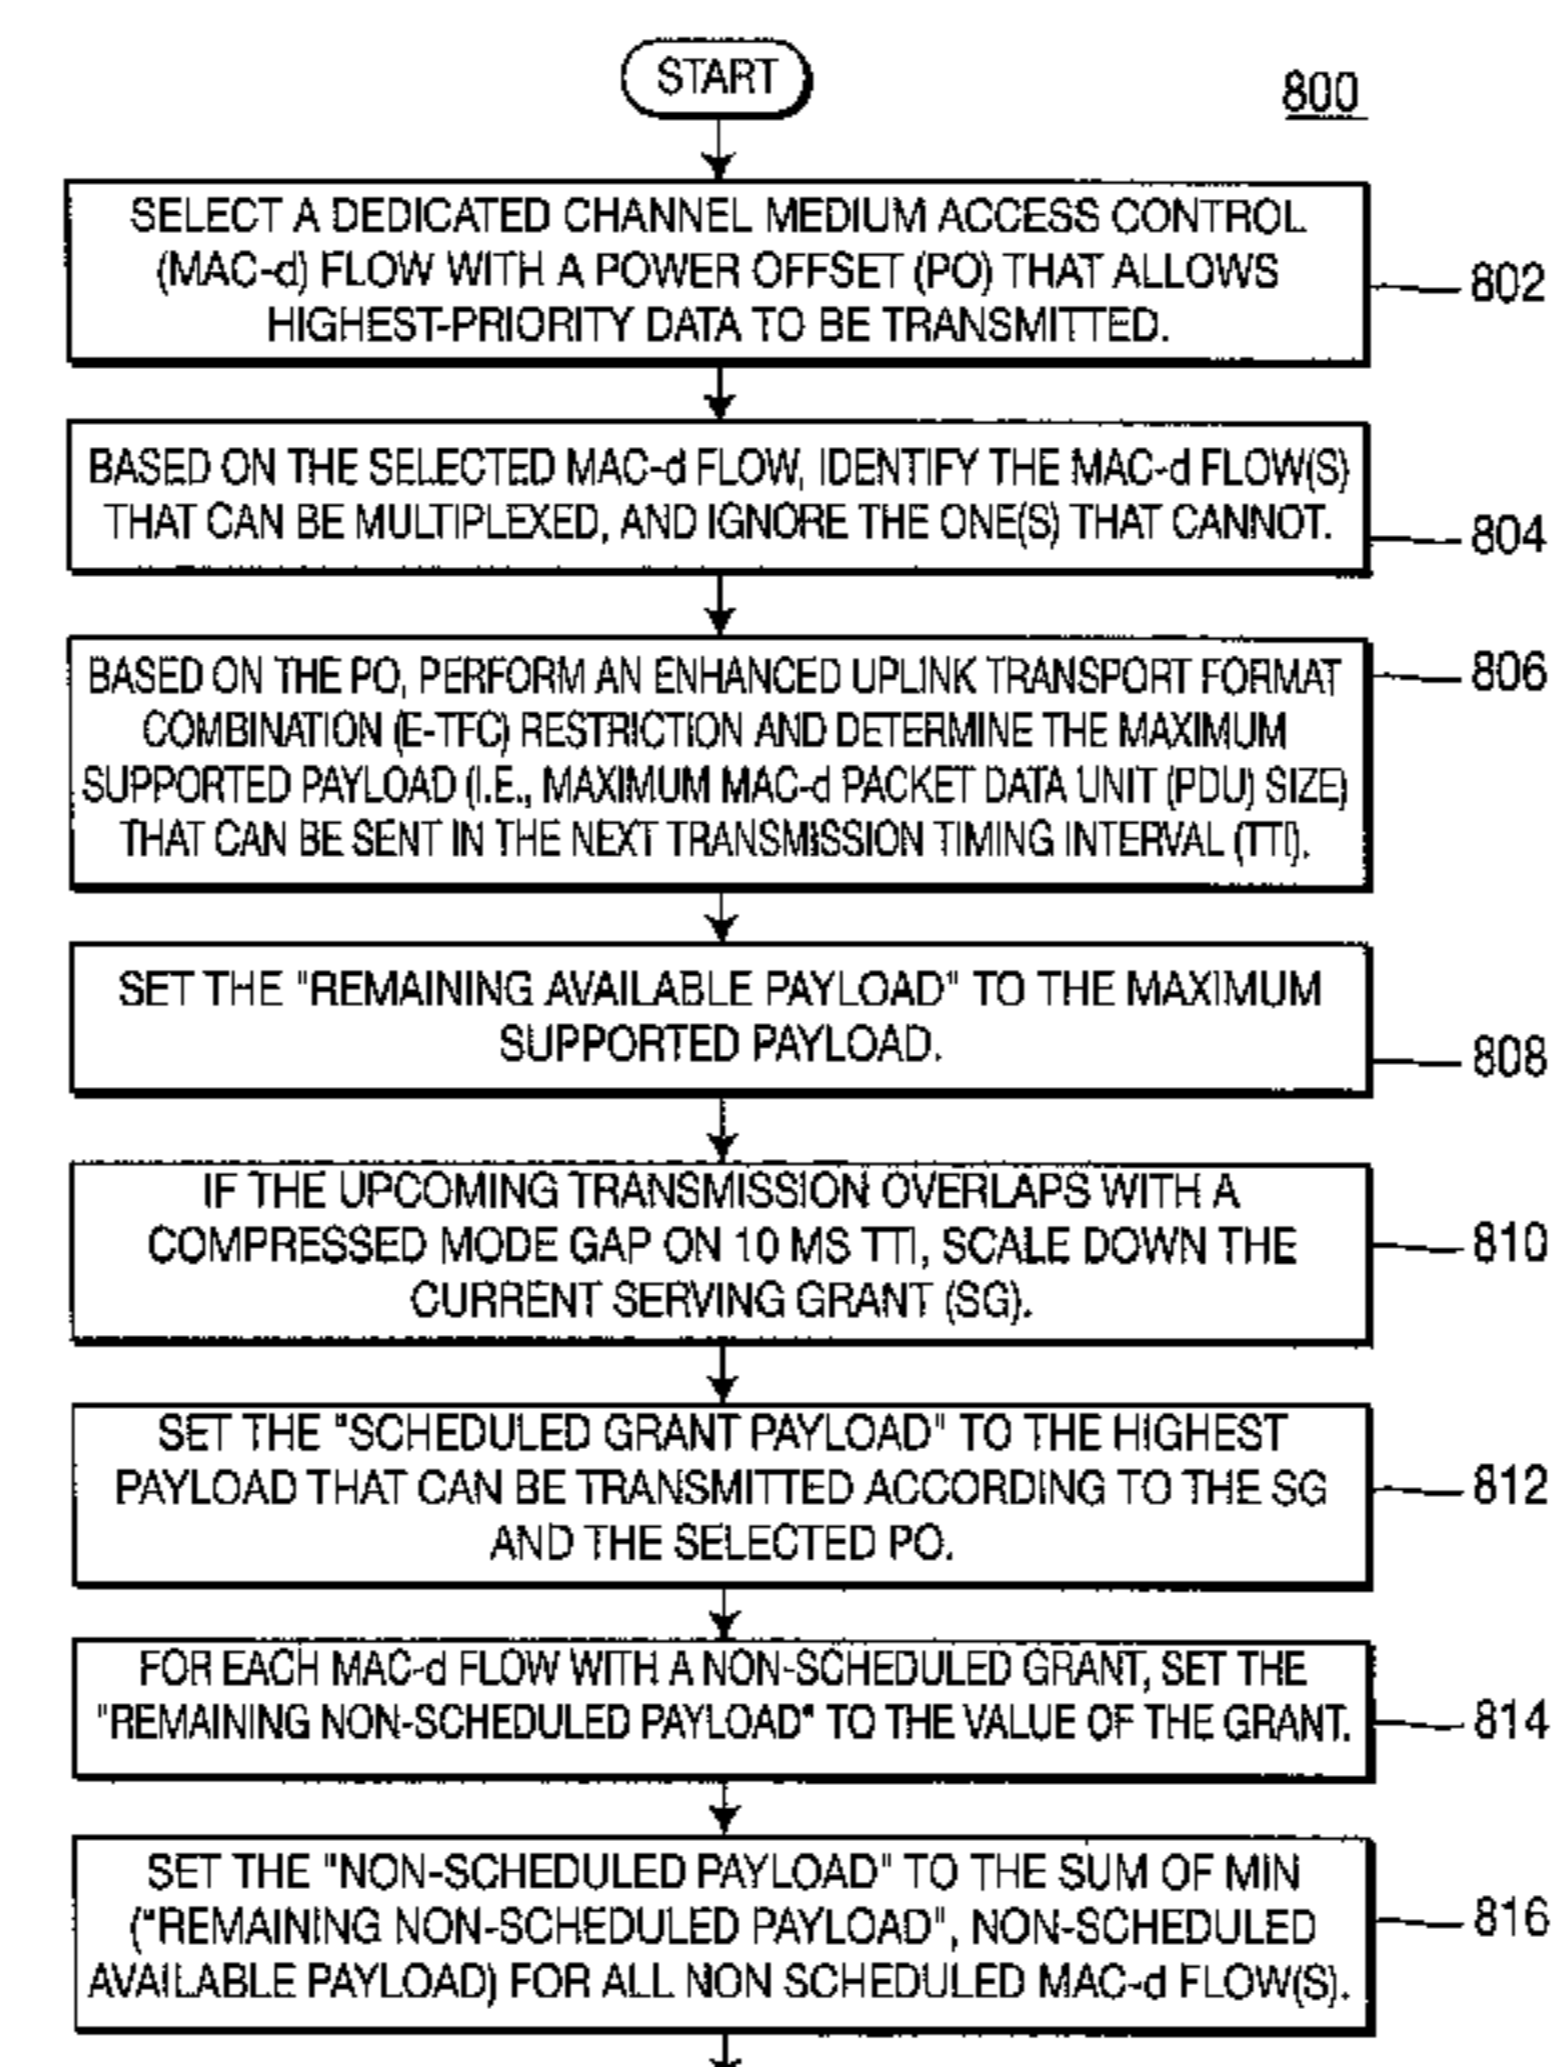 START
800
SELECT A DEDICATED CHANNEL MEDIUM ACCESS CONTROL
(MAC-d) FLOW WITH A POWER OFFSET (PO) THAT ALLOWS
HIGHEST-PRIORITY DATA TO BE TRANSMITTED.
802
BASED ON THE SELECTED MAC-d FLOW, IDENTIFY THE MAC-d FLOW(S)
THAT CAN BE MULTIPLEXED, AND IGNORE THE ONE(S) THAT CANNOT.
804
BASED ON THE PO, PERFORM AN ENHANCED UPLINK TRANSPORT FORMAT
COMBINATION (E-TFC) RESTRICTION AND DETERMINE THE MAXIMUM
SUPPORTED PAYLOAD (I.E., MAXIMUM MAC-d PACKET DATA UNIT (PDU) SIZE)
THAT CAN BE SENT IN THE NEXT TRANSMISSION TIMING INTERVAL (TTI).
806
SET THE "REMAINING AVAILABLE PAYLOAD" TO THE MAXIMUM
SUPPORTED PAYLOAD.
808
IF THE UPCOMING TRANSMISSION OVERLAPS WITH A
COMPRESSED MODE GAP ON 10 MS TTI, SCALE DOWN THE
CURRENT SERVING GRANT (SG).
810
SET THE "SCHEDULED GRANT PAYLOAD" TO THE HIGHEST
PAYLOAD THAT CAN BE TRANSMITTED ACCORDING TO THE SG
AND THE SELECTED PO.
812
FOR EACH MAC-d FLOW WITH A NON-SCHEDULED GRANT, SET THE
"REMAINING NON-SCHEDULED PAYLOAD" TO THE VALUE OF THE GRANT.
814
SET THE "NON-SCHEDULED PAYLOAD" TO THE SUM OF MIN
("REMAINING NON-SCHEDULED PAYLOAD", NON-SCHEDULED
AVAILABLE PAYLOAD) FOR ALL NON SCHEDULED MAC-d FLOW(S).
816